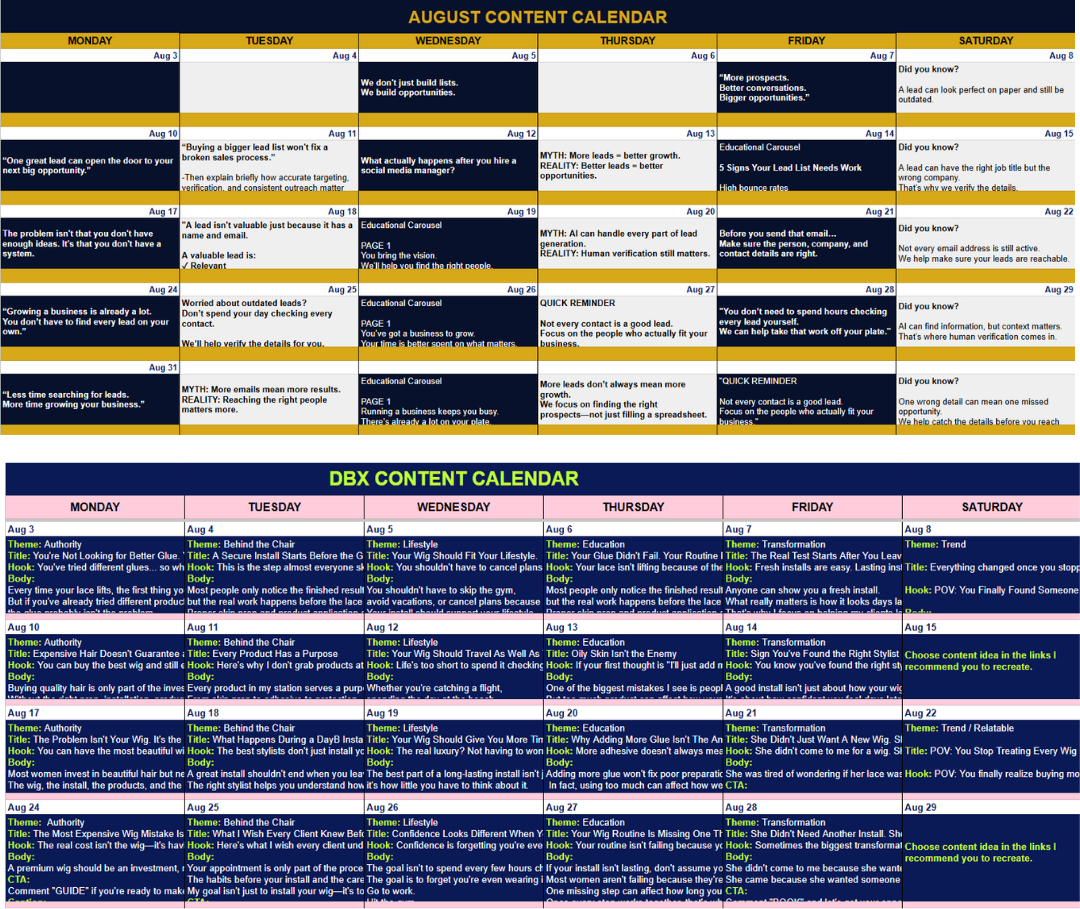 AUGUST CONTENT CALENDAR
MONDAY TUESDAY WEDNESDAY THURSDAY FRIDAY SATURDAY
Aug 3
Aug 4
Aug 5
We don't just build lists.
We build opportunities.
Aug 6
Aug 7
“More prospects.
Better conversations.
Bigger opportunities.”
Aug 8
Did you know?
A lead can look perfect on paper and still be
outdated.
Aug 10
“One great lead can open the door to your
next big opportunity.”
Aug 11
“Buying a bigger lead list won't fix a
broken sales process.”
-Then explain briefly how accurate targeting,
verification, and consistent outreach matter
Aug 12
What actually happens after you hire a
social media manager?
Aug 13
MYTH: More leads = better growth.
REALITY: Better leads = better
opportunities.
Aug 14
Educational Carousel
5 Signs Your Lead List Needs Work
High bounce rates
Aug 15
Did you know?
A lead can have the right job title but the
wrong company.
That's why we verify the details.
Aug 17
The problem isn't that you don't have
enough ideas. It's that you don't have a
system.
Aug 18
"A lead isn't valuable just because it has a
name and email.
A valuable lead is:
✓ Relevant
Aug 19
Educational Carousel
PAGE 1
You bring the vision.
We'll help you find the right people.
Aug 20
MYTH: AI can handle every part of lead
generation.
REALITY: Human verification still matters.
Aug 21
Before you send that email…
Make sure the person, company, and
contact details are right.
Aug 22
Did you know?
Not every email address is still active.
We help make sure your leads are reachable.
Aug 24
“Growing a business is already a lot.
You don't have to find every lead on your
own.”
Aug 25
Worried about outdated leads?
Don't spend your day checking every
contact.
We'll help verify the details for you.
Aug 26
Educational Carousel
PAGE 1
You've got a business to grow.
Your time is better spent on what matters.
Aug 27
QUICK REMINDER
Not every contact is a good lead.
Focus on the people who actually fit your
business.
Aug 28
"You don't need to spend hours checking
every lead yourself.
We can help take that work off your plate."
Aug 29
Did you know?
AI can find information, but context matters.
That's where human verification comes in.
Aug 31
“Less time searching for leads.
More time growing your business.”
MYTH: More emails mean more results.
REALITY: Reaching the right people
matters more.
Educational Carousel
PAGE 1
Running a business keeps you busy.
There's already a lot on your plate.
More leads don't always mean more
growth.
We focus on finding the right
prospects—not just filling a spreadsheet.
"QUICK REMINDER
Not every contact is a good lead.
Focus on the people who actually fit your
business."
Did you know?
One wrong detail can mean one missed
opportunity.
We help catch the details before you reach
DBX CONTENT CALENDAR
MONDAY TUESDAY WEDNESDAY THURSDAY FRIDAY SATURDAY
Aug 3
Theme: Authority
Title: You're Not Looking for Better Glue.
Hook: You've tried different glues... so wh
Body:
Every time your lace lifts, the first thing yo
But if you've already tried different produc
Aug 4
Theme: Behind the Chair
Title: A Secure Install Starts Before the G
Hook: This is the step almost everyone sk
Body:
Most people only notice the finished result
but the real work happens before the lace
Aug 5
Theme: Lifestyle
Title: Your Wig Should Fit Your Lifestyle.
Hook: You shouldn't have to cancel plans
Body:
You shouldn't have to skip the gym,
avoid vacations, or cancel plans because
Aug 6
Theme: Education
Title: Your Glue Didn't Fail. Your Routine I
Hook: Your lace isn't lifting because of the
Body:
Most people only notice the finished result
but the real work happens before the lace
Aug 7
Theme: Transformation
Title: The Real Test Starts After You Leav
Hook: Fresh installs are easy. Lasting inst
Body:
Anyone can show you a fresh install.
What really matters is how it looks days la
Aug 8
Theme: Trend
Title: Everything changed once you stopp
Hook: POV: You Finally Found Someone
Aug 10
Theme: Authority
Title: Expensive Hair Doesn't Guarantee
Hook: You can buy the best wig and still
Body:
Buying quality hair is only part of the inves
Aug 11
Theme: Behind the Chair
Title: Every Product Has a Purpose
Hook: Here's why I don't grab products at
Body:
Every product in my station serves a purp
Aug 12
Theme: Lifestyle
Title: Your Wig Should Travel As Well As
Hook: Life's too short to spend it checking
Body:
Whether you're catching a flight,
Aug 13
Theme: Education
Title: Oily Skin Isn't the Enemy
Hook: If your first thought is "I'll just add m
Body:
One of the biggest mistakes I see is peopl
Aug 14
Theme: Transformation
Title: Sign You've Found the Right Stylist
Hook: You know you've found the right sty
Body:
A good install isn't just about how your wig
Aug 15
Choose content idea in the links I
recommend you to recreate.
Aug 17
Theme: Authority
Title: The Problem Isn't Your Wig. It's the
Hook: You can have the most beautiful wi
Body:
Most women invest in beautiful hair but ne
The wig, the install, the products, and the
Aug 18
Theme: Behind the Chair
Title: What Happens During a DayB Insta
Hook: The best stylists don't just install yo
Body:
A great install shouldn't end when you lea
The right stylist helps you understand how
Aug 19
Theme: Lifestyle
Title: Your Wig Should Give You More Tin
Hook: The real luxury? Not having to won
Body:
The best part of a long-lasting install isn't
it's how little you have to think about it.
Aug 20
Theme: Education
Title: Why Adding More Glue Isn't The An
Hook: More adhesive doesn't always mea
Body:
Adding more glue won't fix poor preparatic
In fact, using too much can affect how we
Aug 21
Theme: Transformation
Title: She Didn't Just Want A New Wig. Sh
Hook: She didn't come to me for a wig. Sh
Body:
She was tired of wondering if her lace was
CTA:
Aug 22
Theme: Trend / Relatable
Title: POV: You Stop Treating Every Wig
Hook: POV: You finally realize buying mo
Aug 24
Theme: Authority
Title: The Most Expensive Wig Mistake Is
Hook: The real cost isn't the wig—it's hav
Body:
A premium wig should be an investment,
CTA:
Comment "GUIDE" if you're ready to make
Aug 25
Theme: Behind the Chair
Title: What I Wish Every Client Knew Befo
Hook: Here's what I wish every client und
Body:
Your appointment is only part of the proce
The habits before your install and the care
My goal isn't just to install your wig—it's to
Aug 26
Theme: Lifestyle
Title: Confidence Looks Different When Y
Hook: Confidence is forgetting you're eve
Body:
The goal isn't to spend every few hours ch
The goal is to forget you're even wearing i
Go to work.
Aug 27
Theme: Education
Title: Your Wig Routine Is Missing One Th
Hook: Your routine isn't failing because yo
Body:
If your install isn't lasting, don't assume yo
Most women aren't failing because they're
One missing step can affect how long you
Aug 28
Theme: Transformation
Title: She Didn't Need Another Install. She
Hook: Sometimes the biggest transformat
Body:
She didn't come to me because she want
She came because she wanted someone
CTA:
Aug 29
Choose content idea in the links I
recommend you to recreate.